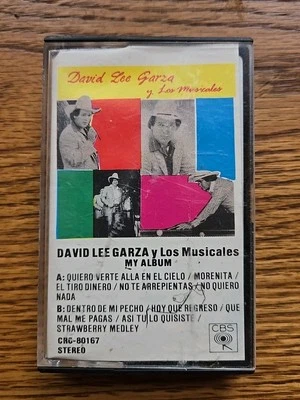 David Lee Garza
y Los Musicales
DAVID LEE GARZA y Los Musicales
MY ALBUM
A: QUIERO VERTE ALLA EN EL CIELO / MORENITA /
EL TIRO DINERO / NO TE ARREPIENTAS / NO QUIERO
NADA
B: DENTRO DE MI PECHO / HOY QUE REGRESO / QUE
MAL ME PAGAS / ASI TU LO QUISISTE /
STRAWBERRY MEDLEY
CRC-80167
STEREO
CBS